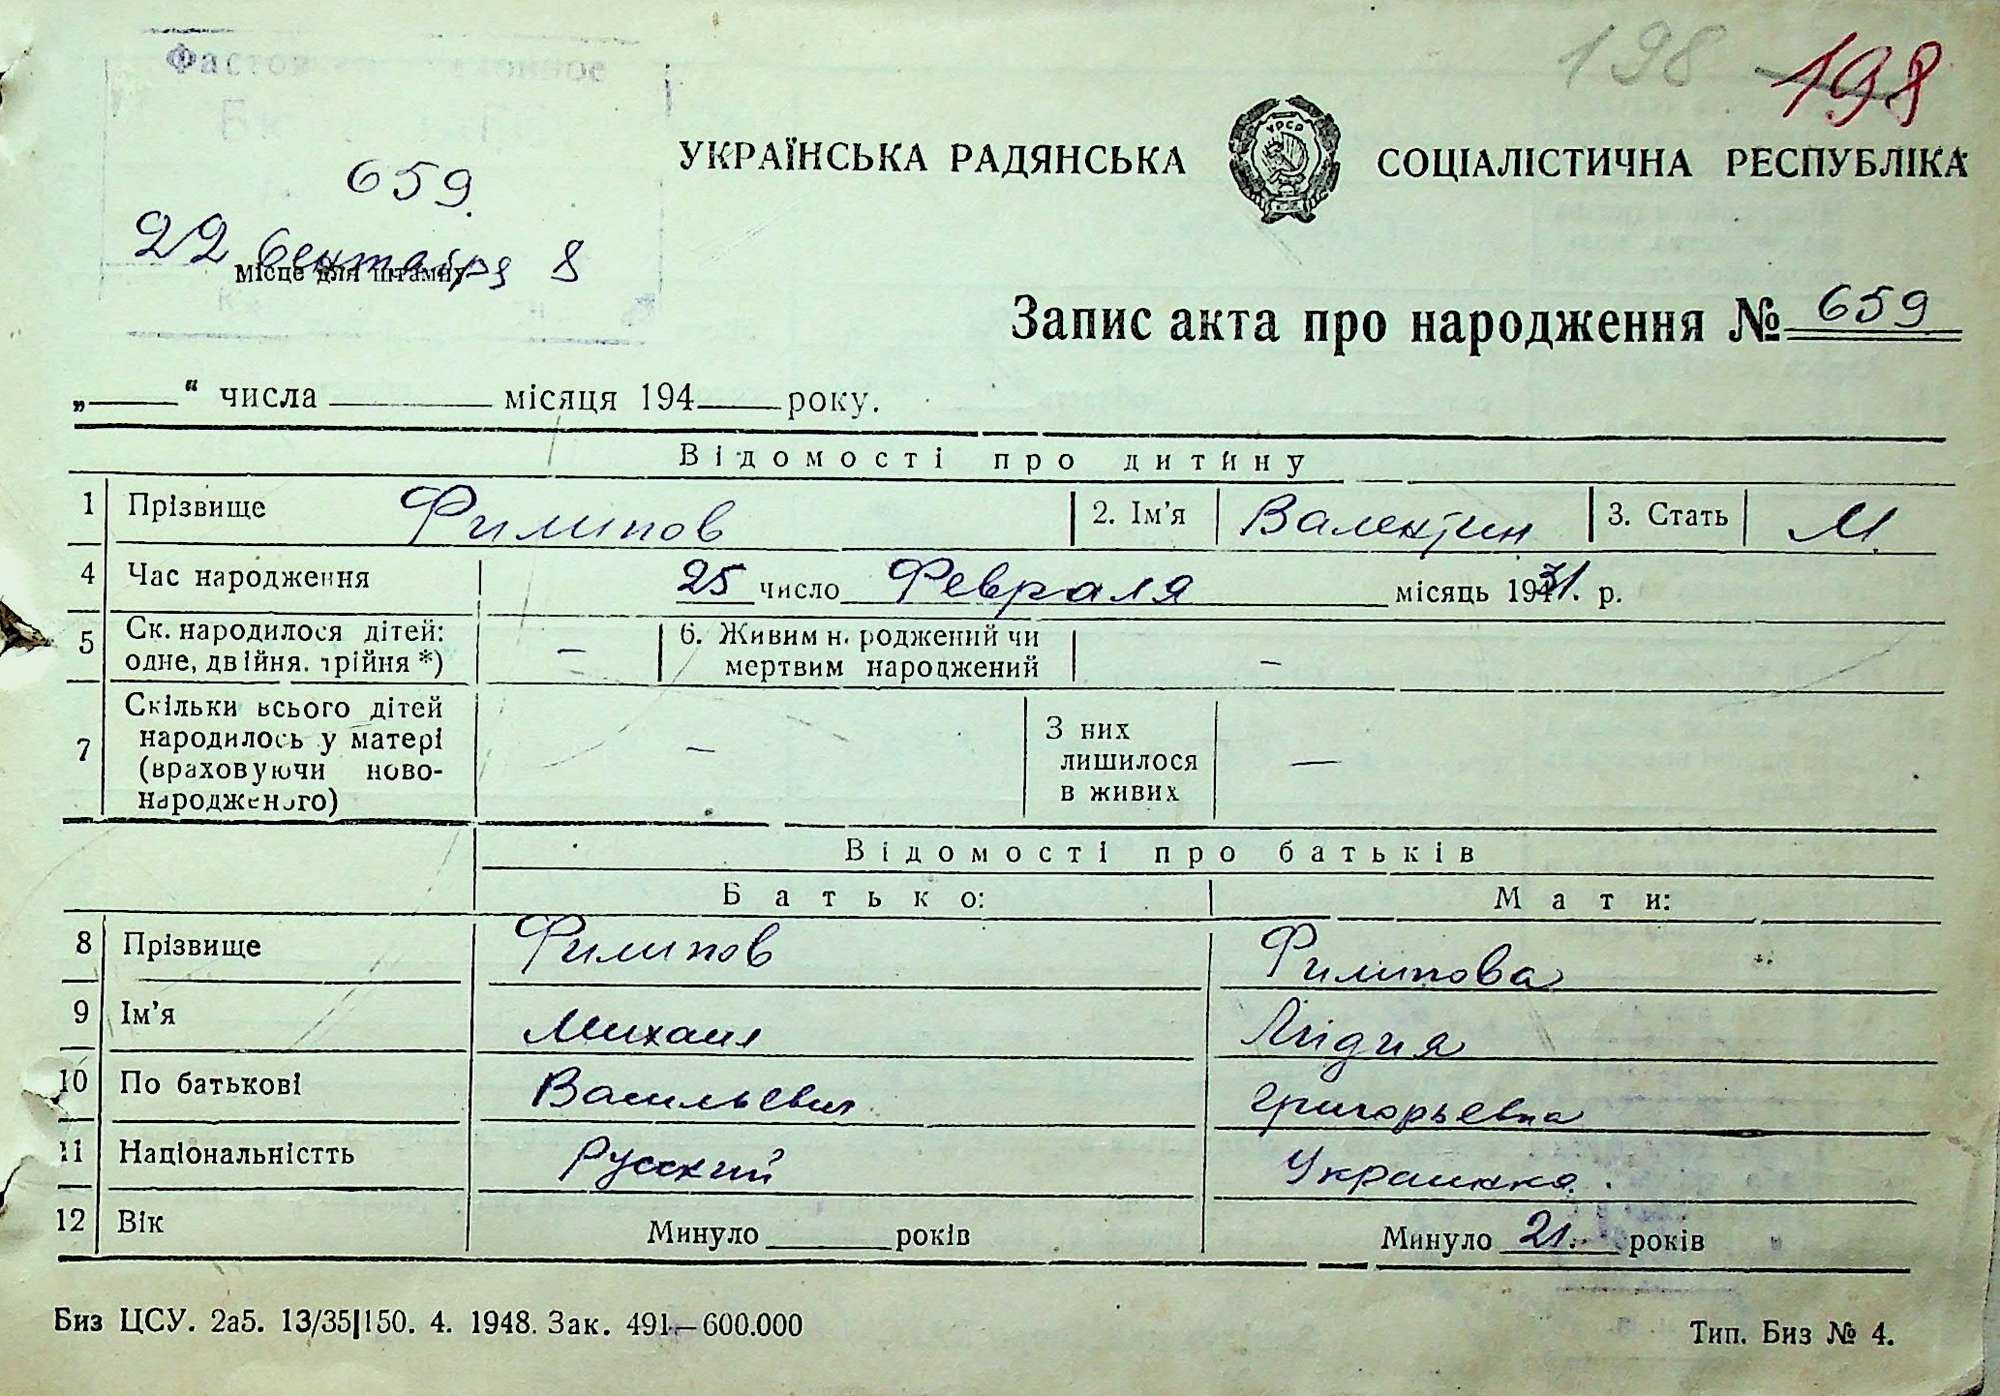 198 198
УКРАЇНСЬКА РАДЯНСЬКА СОЦІАЛІСТИЧНА РЕСПУБЛІКА
УРСР
659.
22 Сентября 8
Місце для штампу
Запис акта про народження № 659
„ “ числа місяця 194 року.
Відомості про дитину
1 Прізвище Филипов 2. Ім'я Валентин 3. Стать М.
4 Час народження 25 число Февраля місяць 1931. р.
5 Ск. народилося дітей: одне, двійня. трійня *) — 6. Живим народжений чи мертвим народжений —
7 Скільки всього дітей народилось у матері (враховуючи ново-народженого) — З них лишилося в живих —
Відомості про батьків
Батько: Мати:
8 Прізвище Филипов Филипова
9 Ім'я Михаил Лидия
10 По батькові Васильевич Григорьевна
11 Національністть Русский Украинка.
12 Вік Минуло років Минуло 21. років
Биз ЦСУ. 2а5. 13/35|150. 4. 1948. Зак. 491—600.000
Тип. Биз № 4.